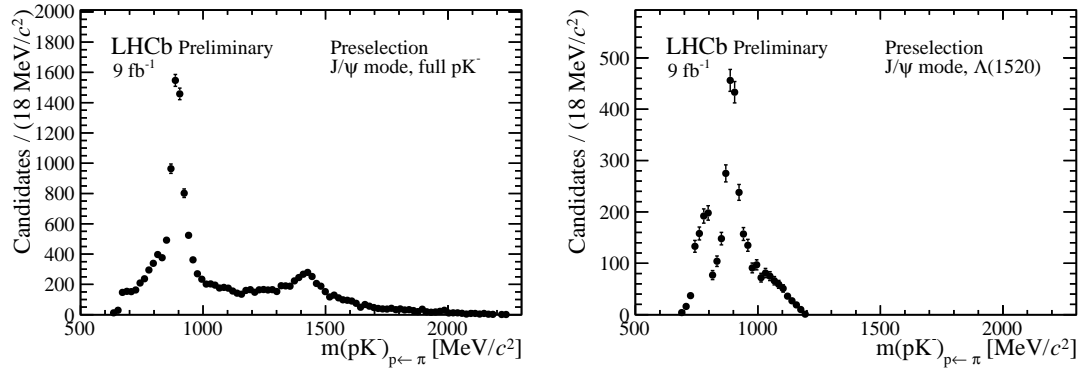 Candidates / (18 MeV/c²)
2000
1800
1600
1400
1200
1000
800
600
400
200
0
LHCb Preliminary
9 fb⁻¹
Preselection
J/ψ mode, full pK⁻
500 1000 1500 2000
m(pK⁻)p← π [MeV/c²]
Candidates / (18 MeV/c²)
500
400
300
200
100
0
LHCb Preliminary
9 fb⁻¹
Preselection
J/ψ mode, Λ(1520)
500 1000 1500 2000
m(pK⁻)p← π [MeV/c²]